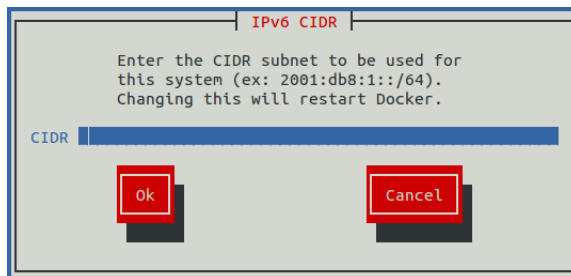 IPv6 CIDR
Enter the CIDR subnet to be used for
this system (ex: 2001:db8:1::/64).
Changing this will restart Docker.
CIDR
Ok Cancel